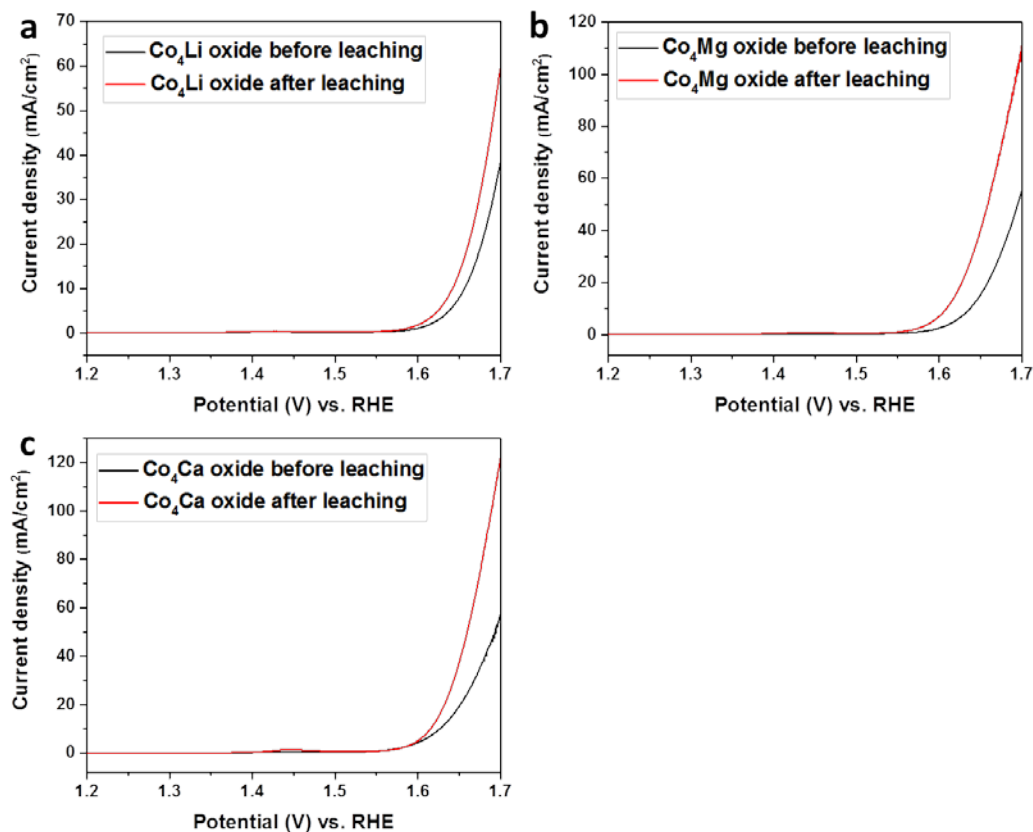 a
70
60
50
40
30
20
10
0
Current density (mA/cm²)
Co₄Li oxide before leaching
Co₄Li oxide after leaching
1.2 1.3 1.4 1.5 1.6 1.7
Potential (V) vs. RHE
b
120
100
80
60
40
20
0
Current density (mA/cm²)
Co₄Mg oxide before leaching
Co₄Mg oxide after leaching
1.2 1.3 1.4 1.5 1.6 1.7
Potential (V) vs. RHE
c
120
100
80
60
40
20
0
Current density (mA/cm²)
Co₄Ca oxide before leaching
Co₄Ca oxide after leaching
1.2 1.3 1.4 1.5 1.6 1.7
Potential (V) vs. RHE